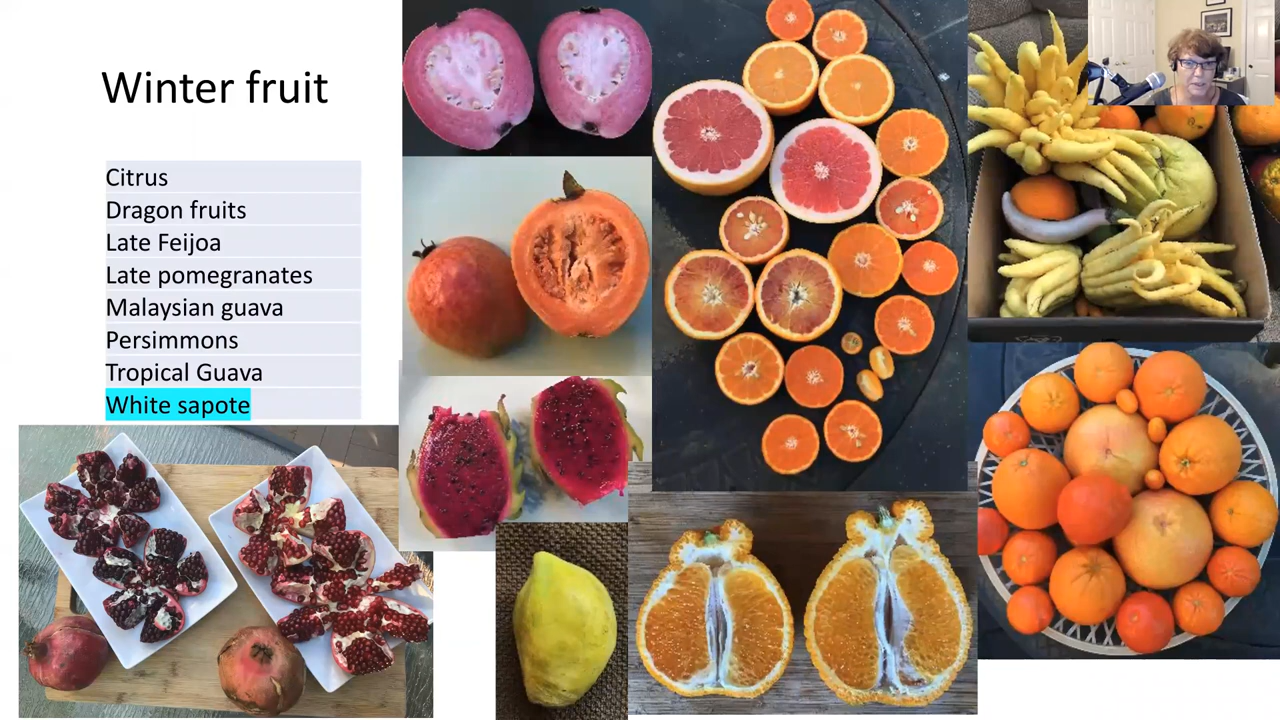 Winter fruit
Citrus
Dragon fruits
Late Feijoa
Late pomegranates
Malaysian guava
Persimmons
Tropical Guava
White sapote